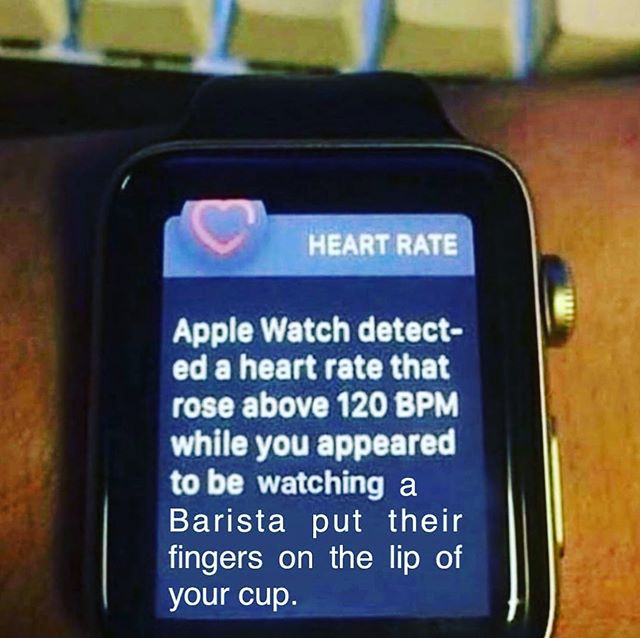 HEART RATE
Apple Watch detect-
ed a heart rate that
rose above 120 BPM
while you appeared
to be watching a
Barista put their
fingers on the lip of
your cup.